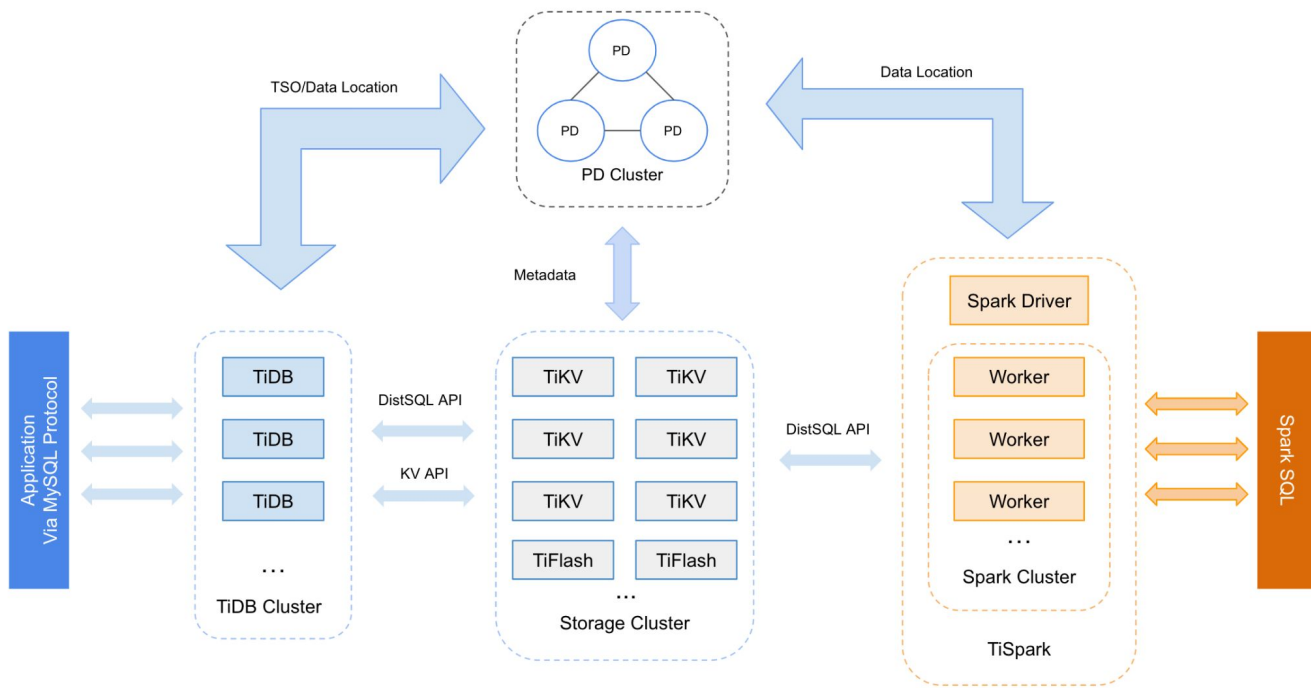 PD
PD
PD
PD Cluster
TSO/Data Location
Data Location
Metadata
Application
Via MySQL Protocol
TiDB
TiDB
TiDB
...
TiDB Cluster
DistSQL API
KV API
TiKV
TiKV
TiKV
TiKV
TiKV
TiKV
TiFlash
TiFlash
...
Storage Cluster
DistSQL API
Spark Driver
Worker
Worker
Worker
...
Spark Cluster
TiSpark
Spark SQL